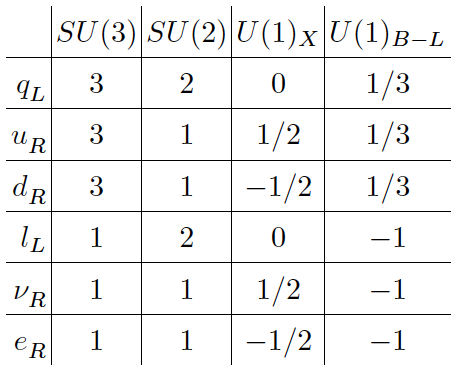 SU(3) SU(2) U(1)_X U(1)_{B−L}
q_L 3 2 0 1/3
u_R 3 1 1/2 1/3
d_R 3 1 −1/2 1/3
l_L 1 2 0 −1
ν_R 1 1 1/2 −1
e_R 1 1 −1/2 −1